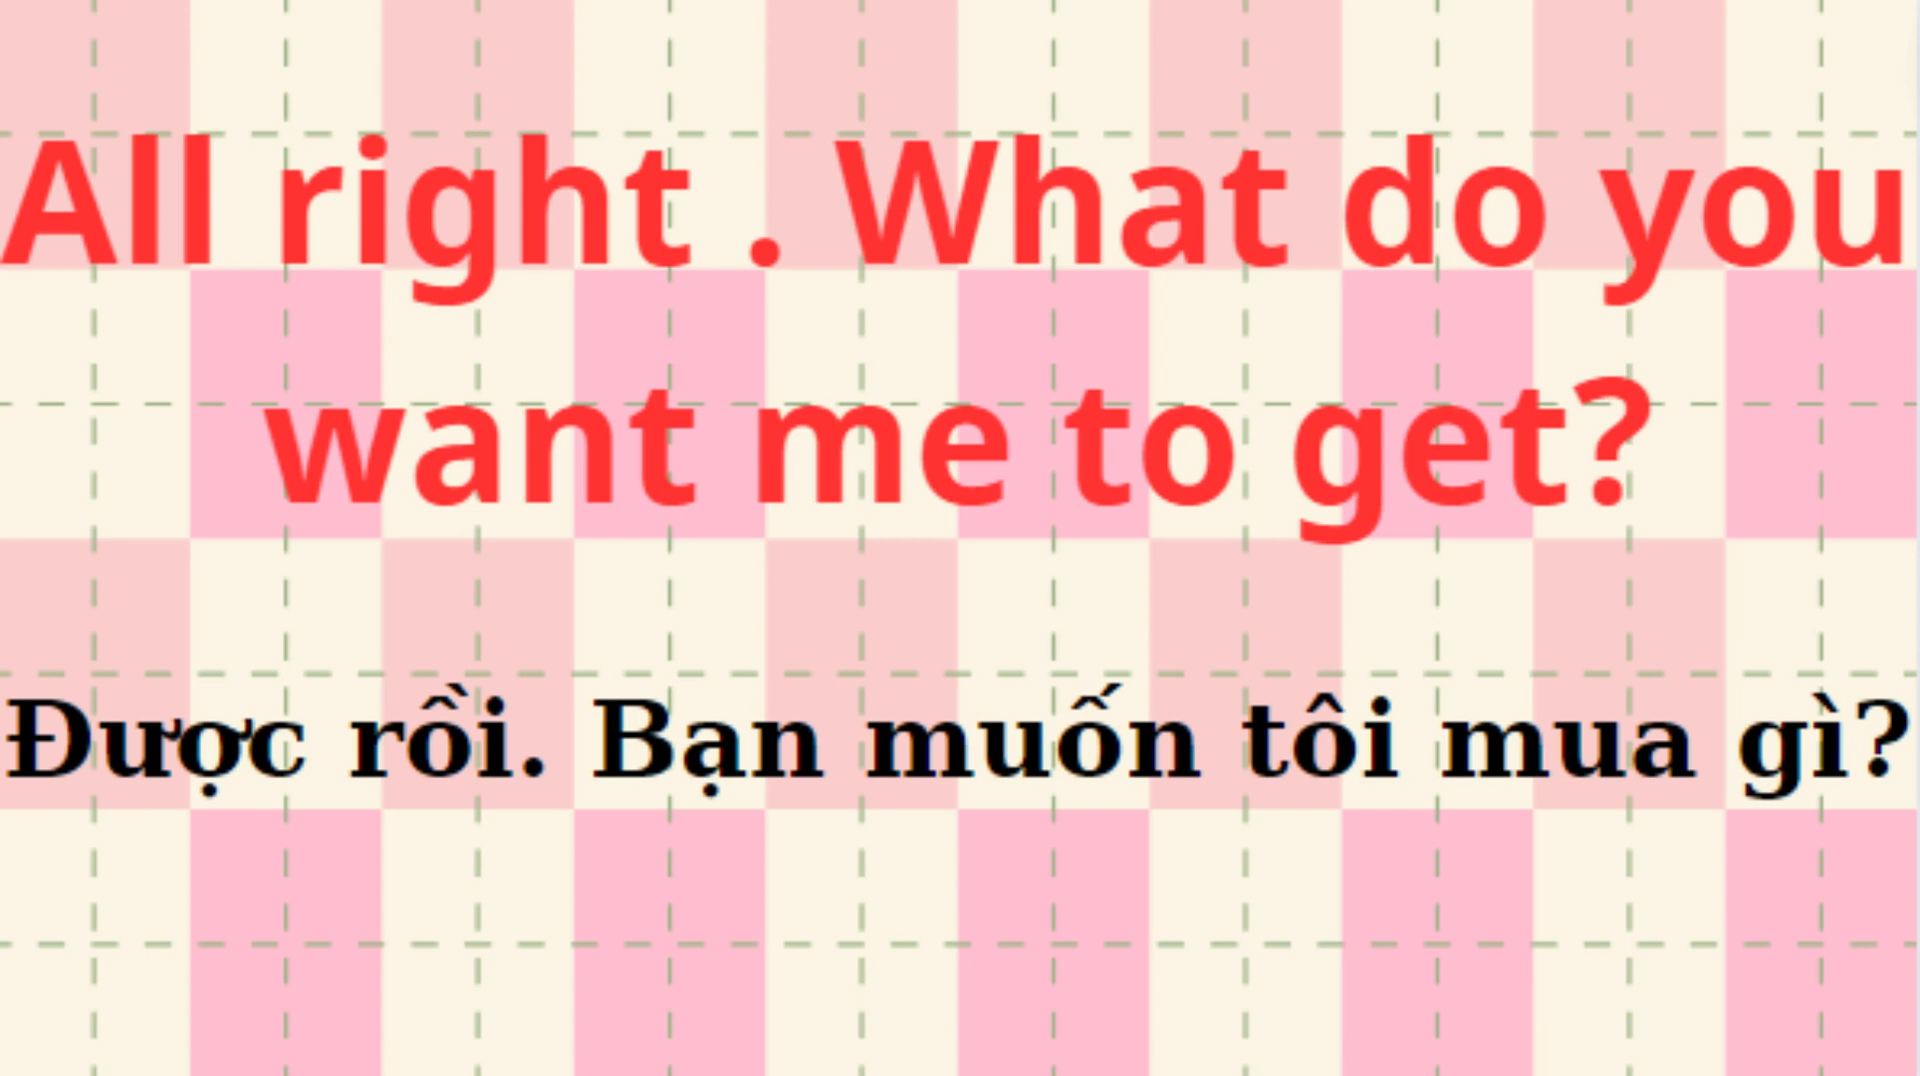 All right . What do you
want me to get?
Được rồi. Bạn muốn tôi mua gì?